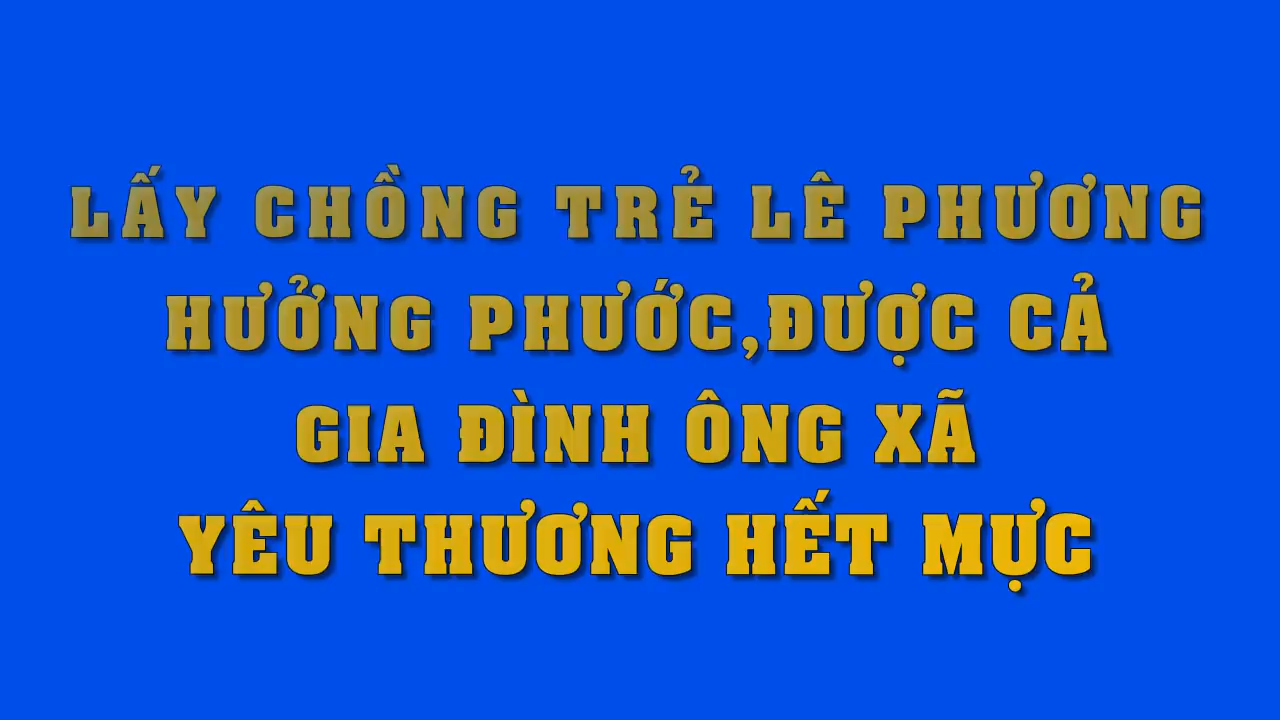 LẤY CHỒNG TRẺ LÊ PHƯƠNG
HƯỞNG PHƯỚC,ĐƯỢC CẢ
GIA ĐÌNH ÔNG XÃ
YÊU THƯƠNG HẾT MỰC